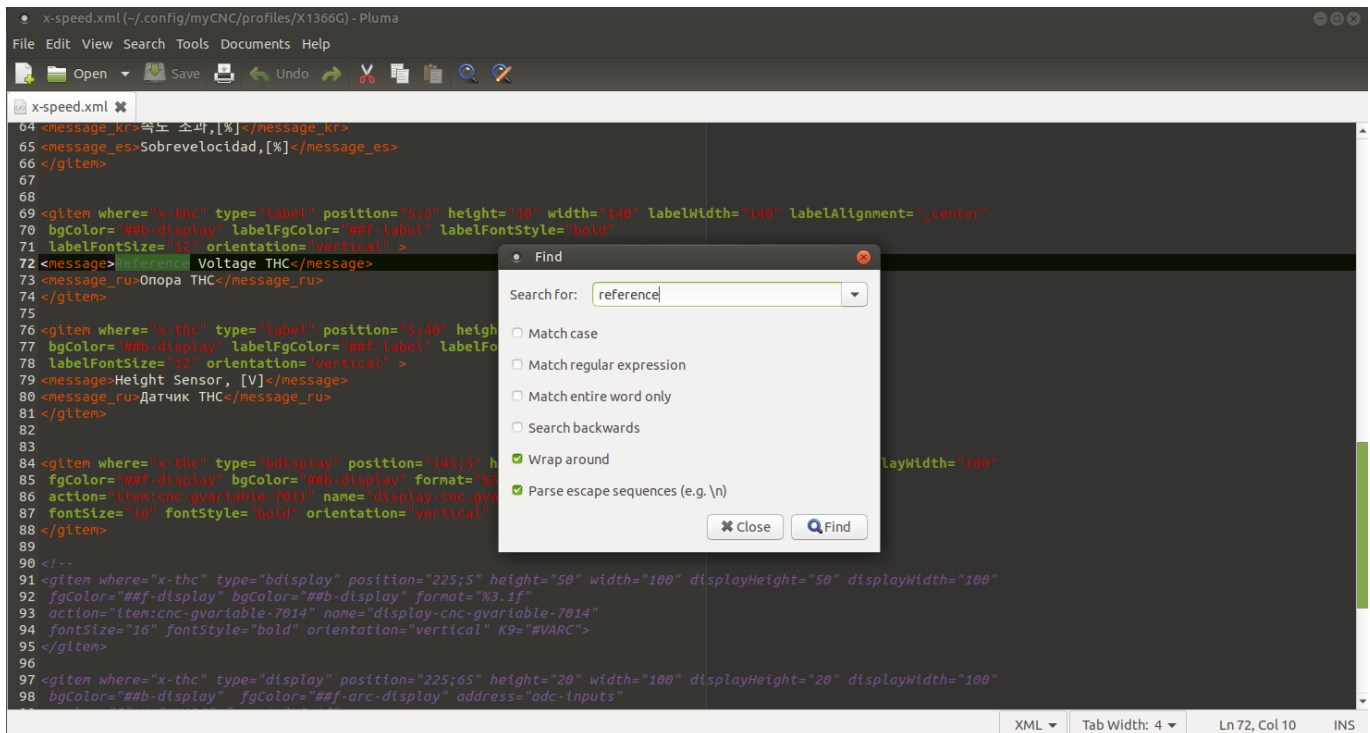 x-speed.xml (~/.config/myCNC/profiles/X1366G) - Pluma
File Edit View Search Tools Documents Help
Open Save Undo
x-speed.xml
64 <message_kr>속도 초과,[%]</message_kr>
65 <message_es>Sobrevelocidad,[%]</message_es>
66 </gitem>
67
68
69 <gitem where="x-thc" type="label" position="5;5" height="30" width="140" labelWidth="140" labelAlignment="_center"
70 bgColor="##b-display" labelFgColor="##f-label" labelFontStyle="bold"
71 labelFontSize="12" orientation="vertical" >
72 <message>Reference Voltage THC</message>
73 <message_ru>Опора THC</message_ru>
74 </gitem>
75
76 <gitem where="x-thc" type="label" position="5;40" heigh
77 bgColor="##b-display" labelFgColor="##f-label" labelFo
78 labelFontSize="12" orientation="vertical" >
79 <message>Height Sensor, [V]</message>
80 <message_ru>Датчик THC</message_ru>
81 </gitem>
82
83
84 <gitem where="x-thc" type="bdisplay" position="145;5" h layWidth="100"
85 fgColor="##f-display" bgColor="##b-display" format="%3
86 action="item:cnc-gvariable-7011" name="display-cnc-gva
87 fontSize="16" fontStyle="bold" orientation="vertical"
88 </gitem>
89
90 <!--
91 <gitem where="x-thc" type="bdisplay" position="225;5" height="50" width="100" displayHeight="50" displayWidth="100"
92 fgColor="##f-display" bgColor="##b-display" format="%3.1f"
93 action="item:cnc-gvariable-7014" name="display-cnc-gvariable-7014"
94 fontSize="16" fontStyle="bold" orientation="vertical" K9="#VARC">
95 </gitem>
96
97 <gitem where="x-thc" type="display" position="225;65" height="20" width="100" displayHeight="20" displayWidth="100"
98 bgColor="##b-display" fgColor="##f-arc-display" address="adc-inputs"
Find
Search for: reference
Match case
Match regular expression
Match entire word only
Search backwards
Wrap around
Parse escape sequences (e.g. \n)
Close Find
XML Tab Width: 4 Ln 72, Col 10 INS